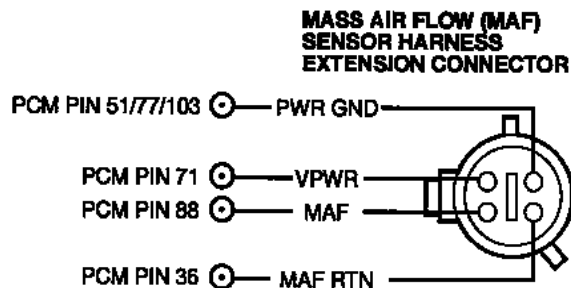 MASS AIR FLOW (MAF)
SENSOR HARNESS
EXTENSION CONNECTOR
PCM PIN 51/77/103 PWR GND
PCM PIN 71 VPWR
PCM PIN 88 MAF
PCM PIN 36 MAF RTN